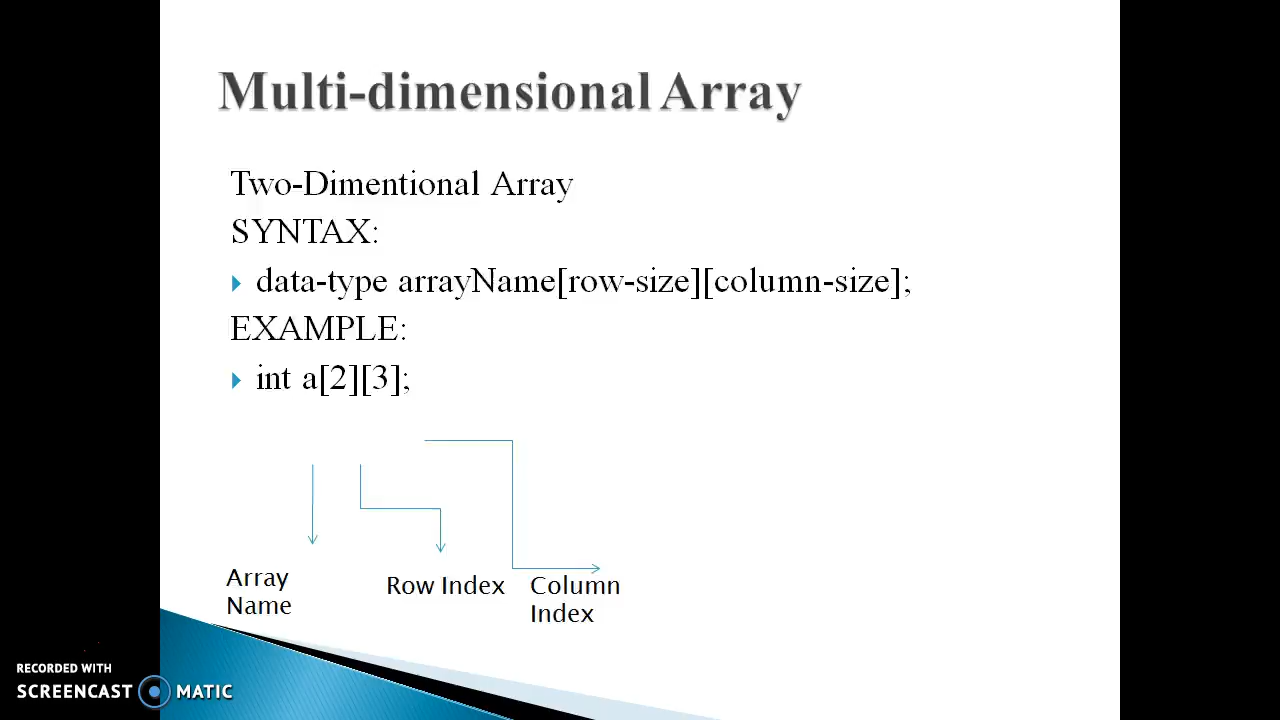 Multi-dimensional Array
Two-Dimentional Array
SYNTAX:
data-type arrayName[row-size][column-size];
EXAMPLE:
int a[2][3];
Array
Name
Row Index
Column
Index
RECORDED WITH
SCREENCAST MATIC